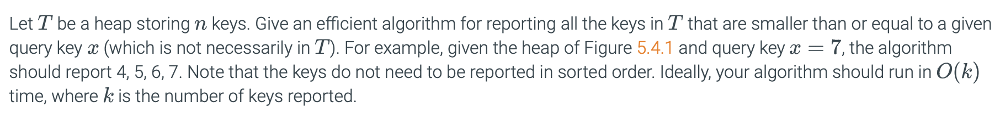 Let T be a heap storing n keys. Give an efficient algorithm for reporting all the keys in T that are smaller than or equal to a given
query key x (which is not necessarily in T). For example, given the heap of Figure 5.4.1 and query key x = 7, the algorithm
should report 4, 5, 6, 7. Note that the keys do not need to be reported in sorted order. Ideally, your algorithm should run in O(k)
time, where k is the number of keys reported.